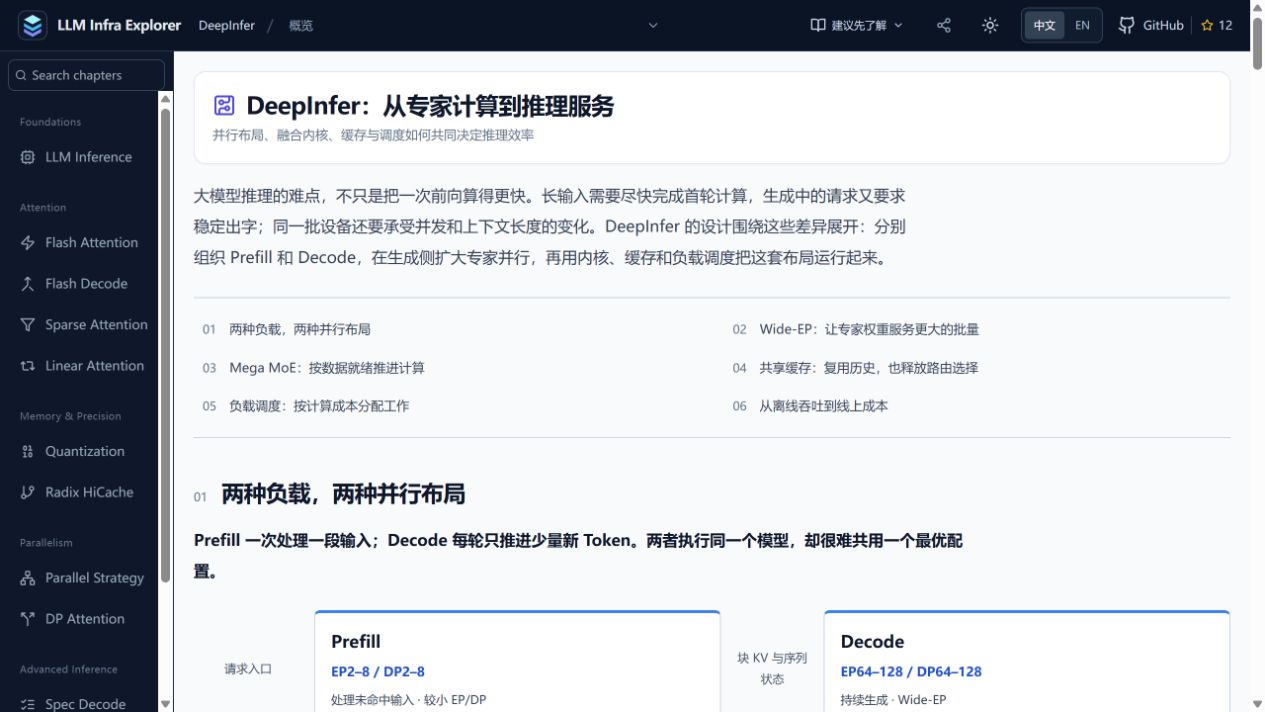 LLM Infra Explorer
DeepInfer / 概览
建议先了解
中文
EN
GitHub
12
Search chapters
Foundations
LLM Inference
Attention
Flash Attention
Flash Decode
Sparse Attention
Linear Attention
Memory & Precision
Quantization
Radix HiCache
Parallelism
Parallel Strategy
DP Attention
Advanced Inference
Spec Decode
DeepInfer：从专家计算到推理服务
并行布局、融合内核、缓存与调度如何共同决定推理效率
大模型推理的难点，不只是把一次前向算得更快。长输入需要尽快完成首轮计算，生成中的请求又要求
稳定出字；同一批设备还要承受并发和上下文长度的变化。DeepInfer 的设计围绕这些差异展开：分别
组织 Prefill 和 Decode，在生成侧扩大专家并行，再用内核、缓存和负载调度把这套布局运行起来。
01 两种负载，两种并行布局
02 Wide-EP：让专家权重服务更大的批量
03 Mega MoE：按数据就绪推进计算
04 共享缓存：复用历史，也释放路由选择
05 负载调度：按计算成本分配工作
06 从离线吞吐到线上成本
01 两种负载，两种并行布局
Prefill 一次处理一段输入；Decode 每轮只推进少量新 Token。两者执行同一个模型，却很难共用一个最优配
置。
请求入口
Prefill
EP2–8 / DP2–8
处理未命中输入 · 较小 EP/DP
块 KV 与序列
状态
Decode
EP64–128 / DP64–128
持续生成 · Wide-EP